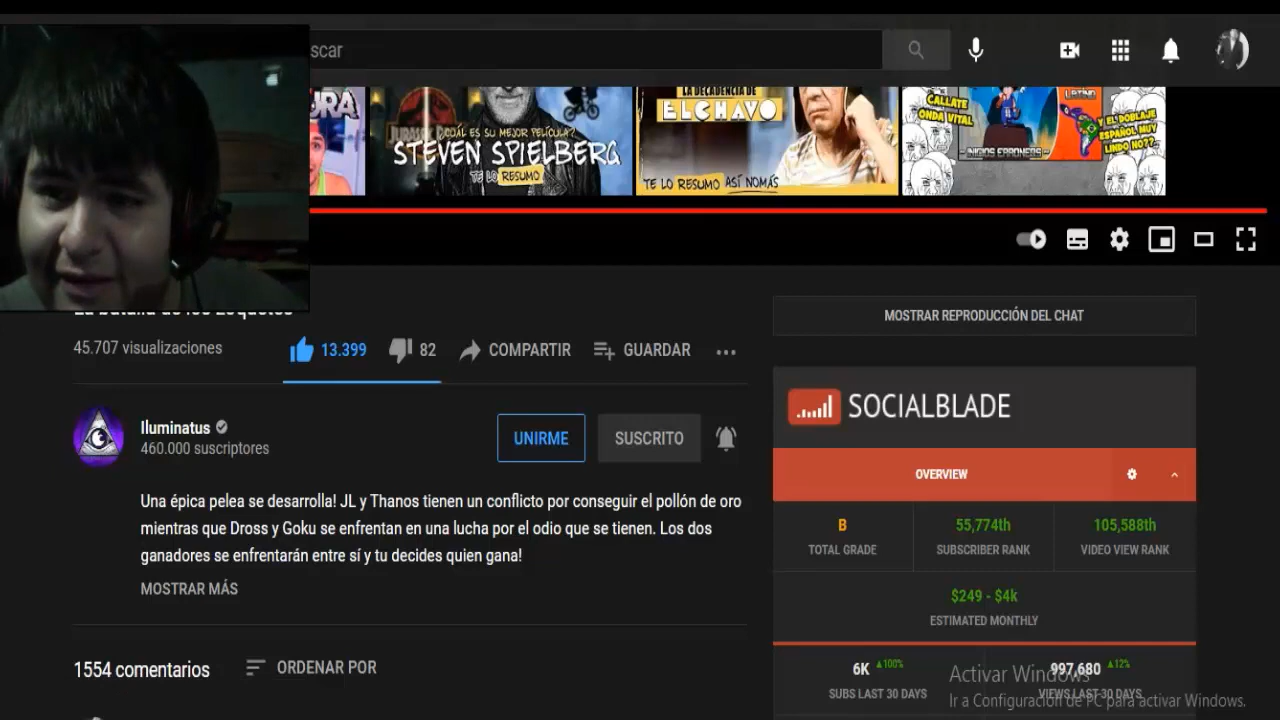 scar
JURASSIC
¿CUÁL ES SU MEJOR PELÍCULA?
STEVEN SPIELBERG
TE LO RESUMO
LA DECADENCIA DE
EL CHAVO
TE LO RESUMO ASÍ NOMÁS
CALLATE
ONDA VITAL
LATINO
Y EL DOBLAJE
ESPAÑOL MUY
LINDO NO??
MOSTRAR REPRODUCCIÓN DEL CHAT
45.707 visualizaciones
13.399
82
COMPARTIR
GUARDAR
SOCIALBLADE
Iluminatus
460.000 suscriptores
UNIRME
SUSCRITO
OVERVIEW
Una épica pelea se desarrolla! JL y Thanos tienen un conflicto por conseguir el pollón de oro
mientras que Dross y Goku se enfrentan en una lucha por el odio que se tienen. Los dos
ganadores se enfrentarán entre sí y tu decides quien gana!
MOSTRAR MÁS
B
TOTAL GRADE
55,774th
SUBSCRIBER RANK
105,588th
VIDEO VIEW RANK
$249 - $4k
ESTIMATED MONTHLY
1554 comentarios
ORDENAR POR
6K 100%
SUBS LAST 30 DAYS
997,680 12%
VIEWS LAST 30 DAYS
Activar Windows
Ir a Configuración de PC para activar Windows.